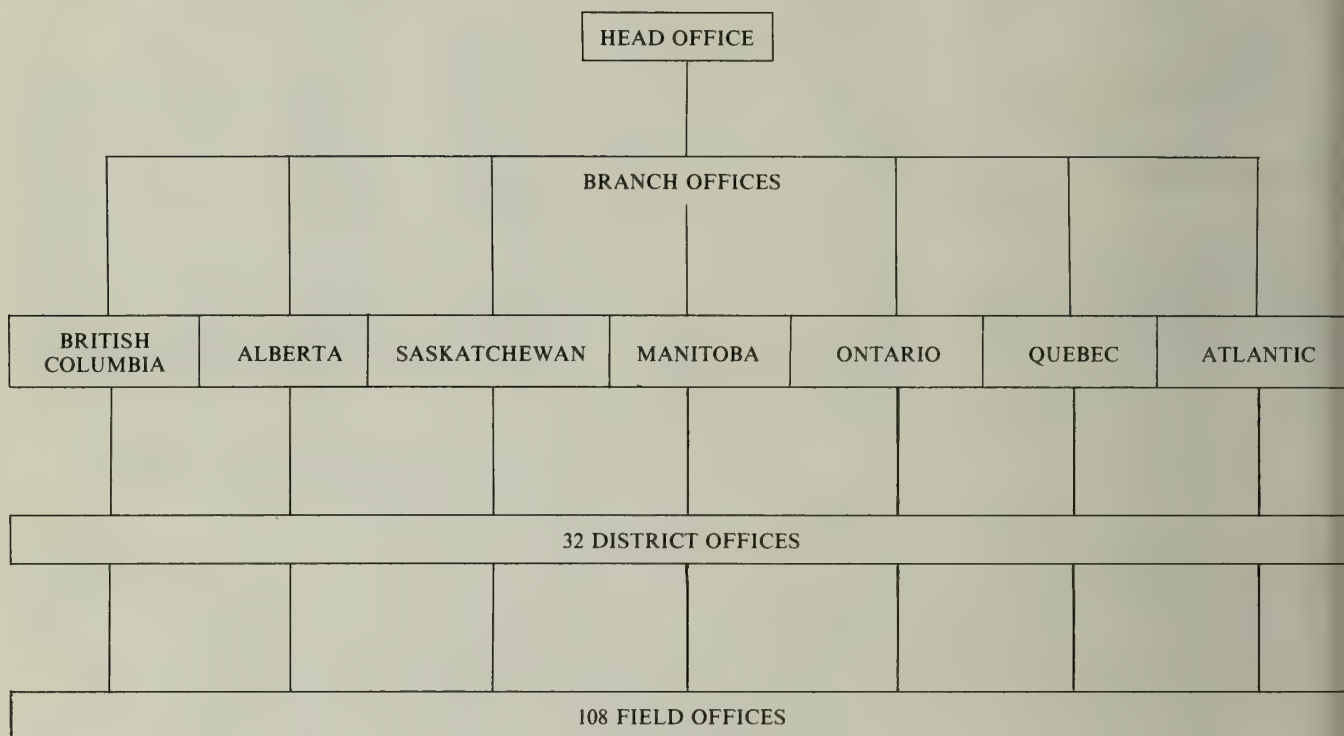 HEAD OFFICE
BRANCH OFFICES
BRITISH
COLUMBIA
ALBERTA
SASKATCHEWAN
MANITOBA
ONTARIO
QUEBEC
ATLANTIC
32 DISTRICT OFFICES
108 FIELD OFFICES